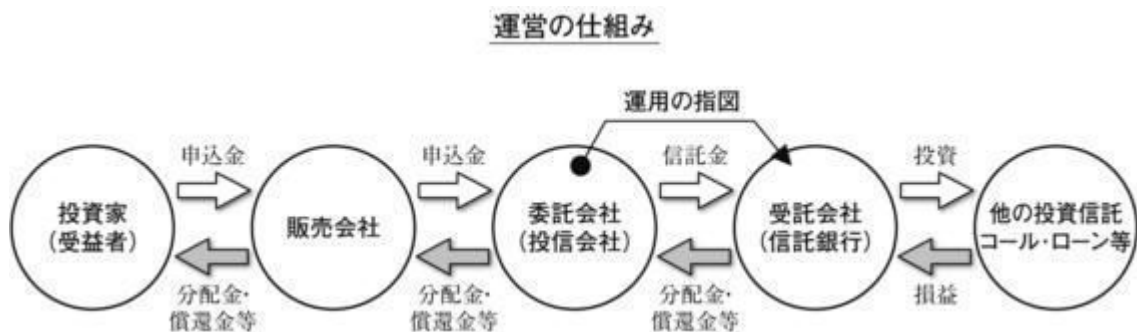 運営の仕組み
運用の指図
申込金
申込金
信託金
投資
投資家
(受益者)
販売会社
委託会社
(投信会社)
受託会社
(信託銀行)
他の投資信託
コール・ローン等
分配金・
償還金等
分配金・
償還金等
分配金・
償還金等
損益